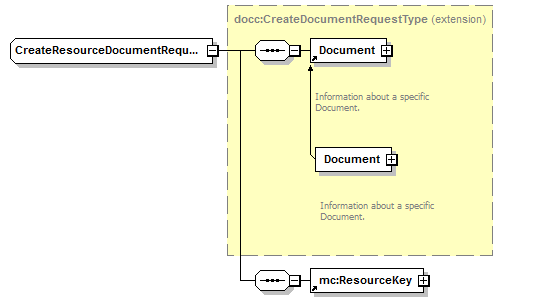 docc:CreateDocumentRequestType (extension)
CreateResourceDocumentRequ...
Document
Information about a specific
Document.
Document
Information about a specific
Document.
mc:ResourceKey